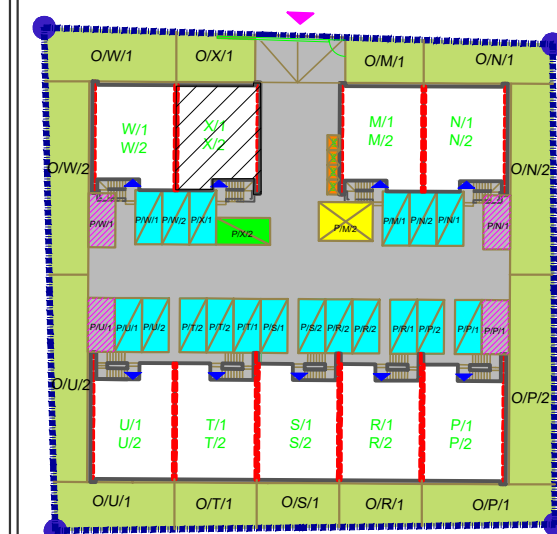 O/W/1
O/X/1
O/M/1
O/N/1
W/1
W/2
X/1
X/2
M/1
M/2
N/1
N/2
O/W/2
O/N/2
P/W/1
P/W/1
P/W/2
P/X/1
P/X/2
P/M/2
P/M/1
P/N/2
P/N/1
P/N/1
P/U/1
P/U/1
P/U/2
P/T/2
P/T/2
P/T/1
P/S/1
P/S/2
P/R/2
P/R/2
P/R/1
P/P/2
P/P/1
P/P/1
O/U/2
O/P/2
U/1
U/2
T/1
T/2
S/1
S/2
R/1
R/2
P/1
P/2
O/U/1
O/T/1
O/S/1
O/R/1
O/P/1